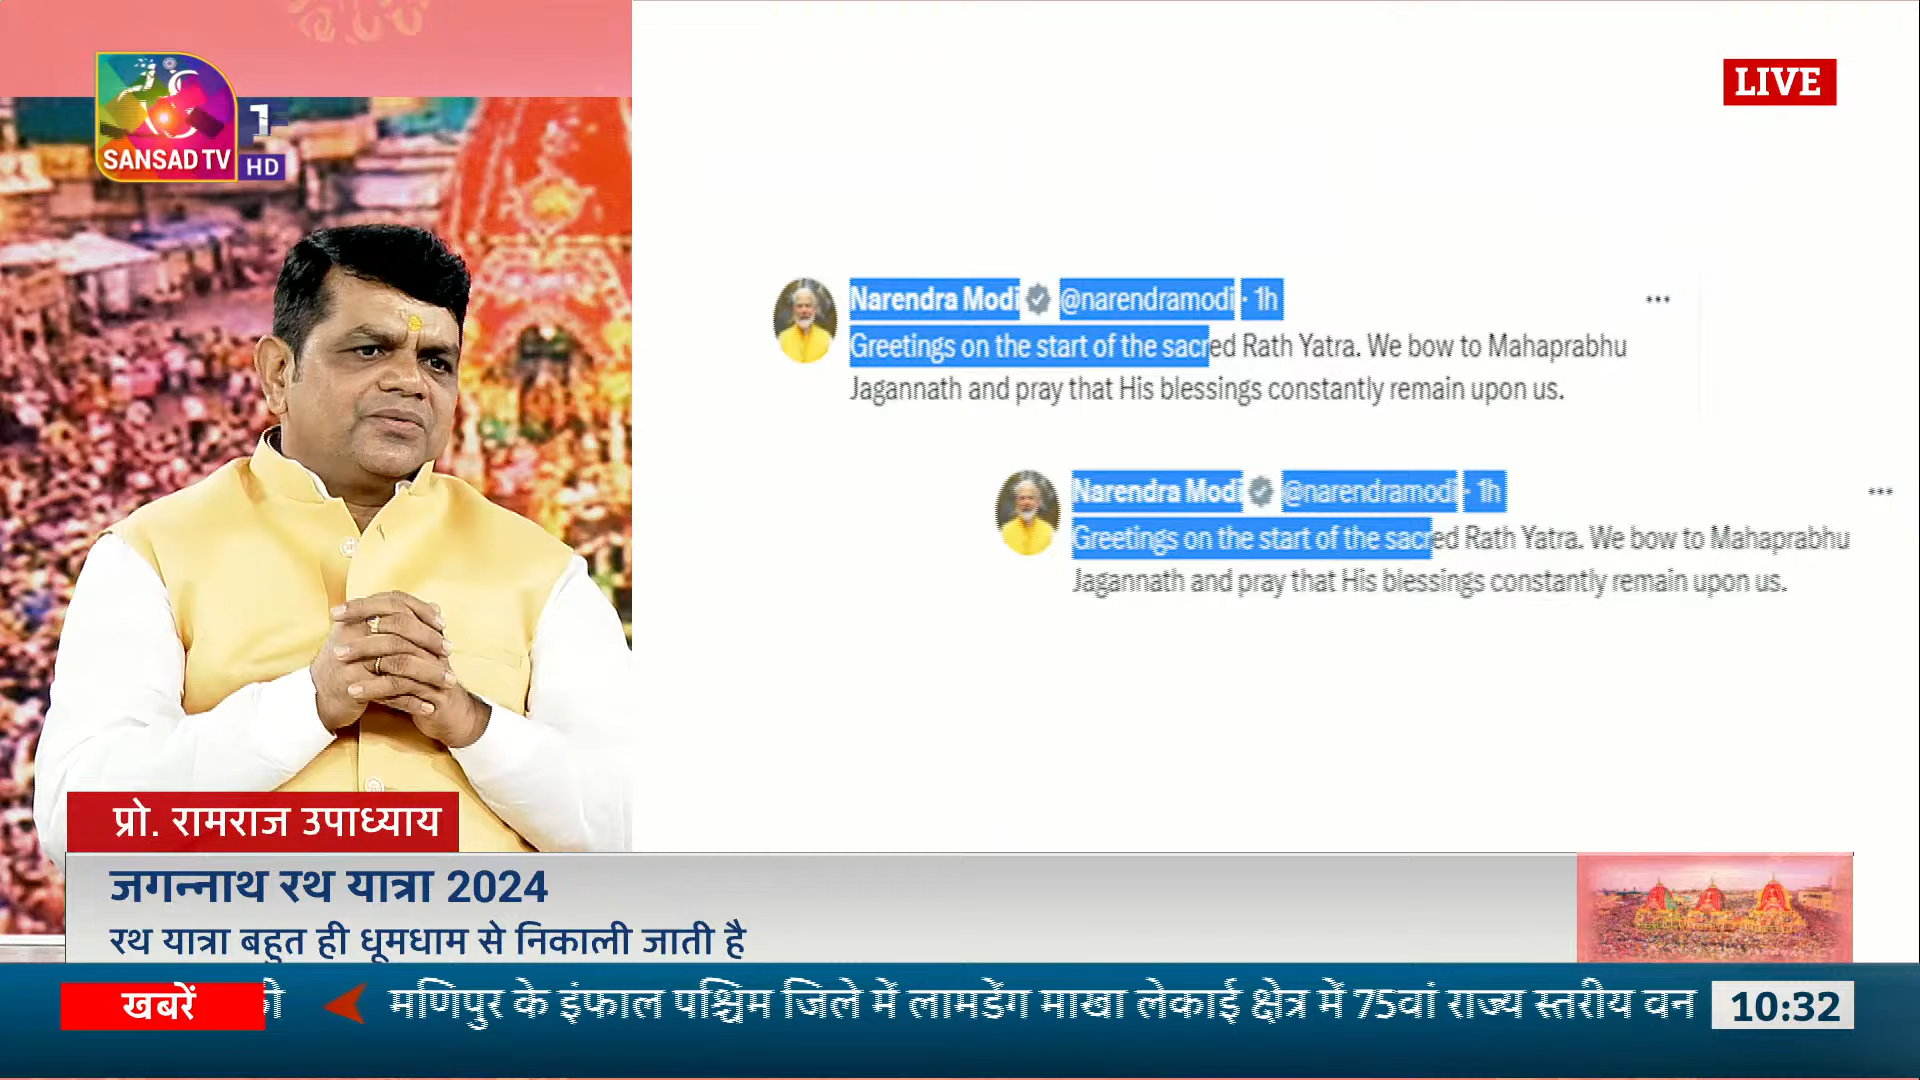 SANSAD TV
1
HD
LIVE
Narendra Modi @narendramodi · 1h
Greetings on the start of the sacred Rath Yatra. We bow to Mahaprabhu
Jagannath and pray that His blessings constantly remain upon us.
Narendra Modi @narendramodi · 1h
Greetings on the start of the sacred Rath Yatra. We bow to Mahaprabhu
Jagannath and pray that His blessings constantly remain upon us.
प्रो. रामराज उपाध्याय
जगन्नाथ रथ यात्रा 2024
रथ यात्रा बहुत ही धूमधाम से निकाली जाती है
खबरें
मणिपुर के इंफाल पश्चिम जिले में लामडेंग माखा लेकाई क्षेत्र में 75वां राज्य स्तरीय वन
10:32